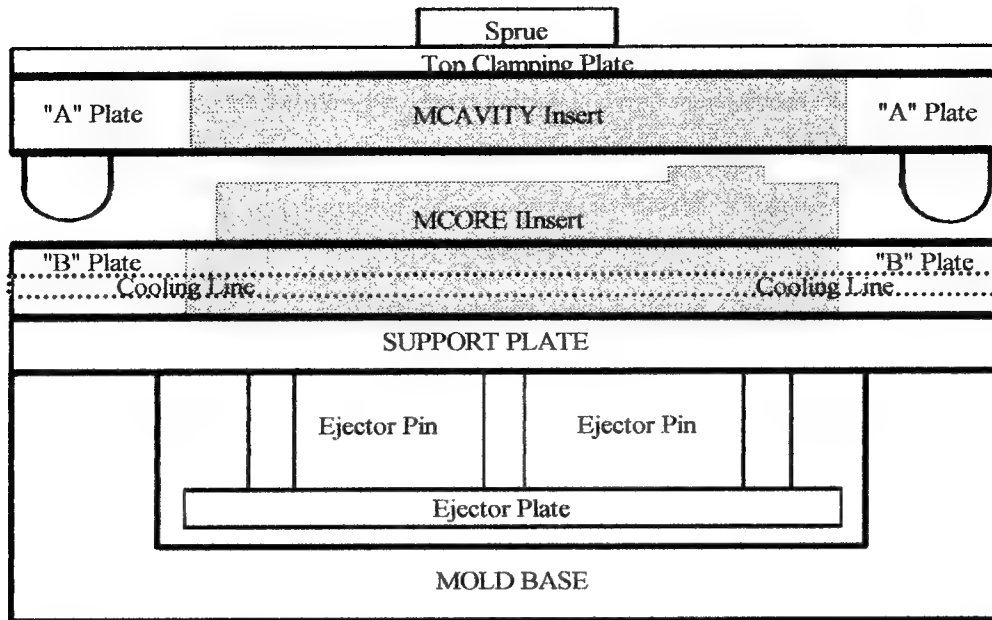 Sprue
Top Clamping Plate
"A" Plate
MCAVITY Insert
"A" Plate
MCORE IInsert
"B" Plate
"B" Plate
Cooling Line
Cooling Line
SUPPORT PLATE
Ejector Pin
Ejector Pin
Ejector Plate
MOLD BASE